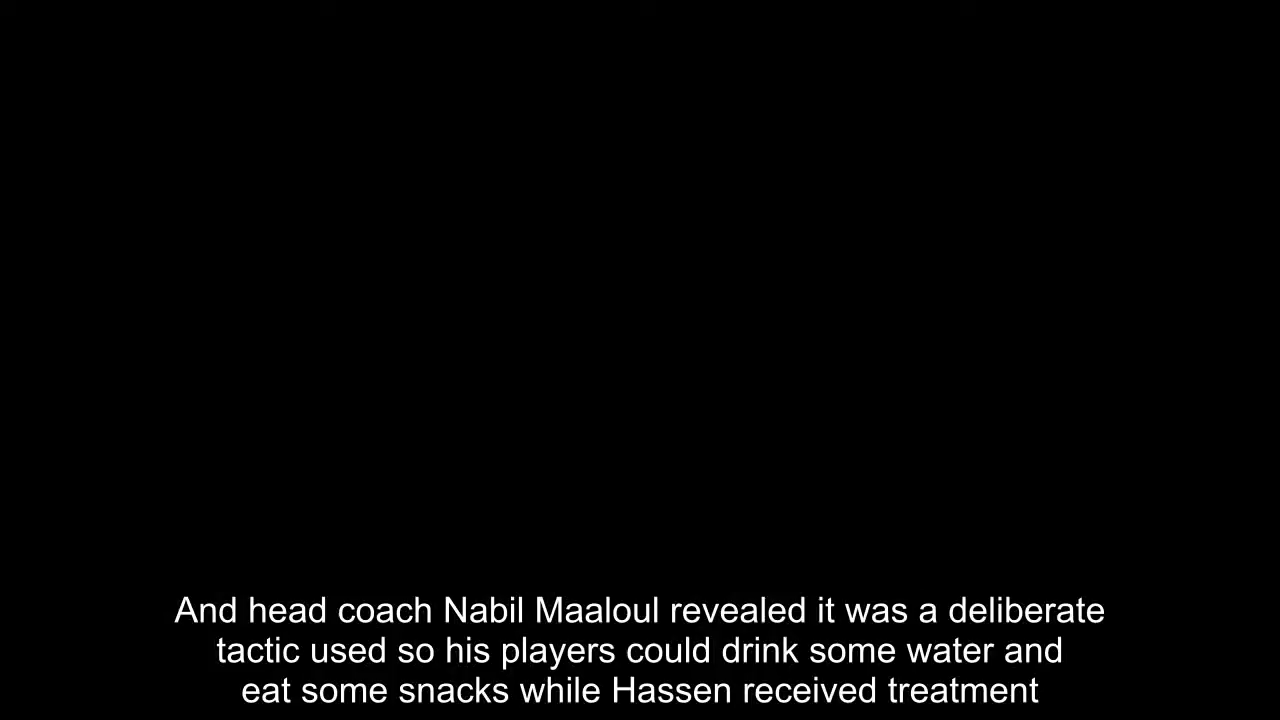 And head coach Nabil Maaloul revealed it was a deliberate
tactic used so his players could drink some water and
eat some snacks while Hassen received treatment